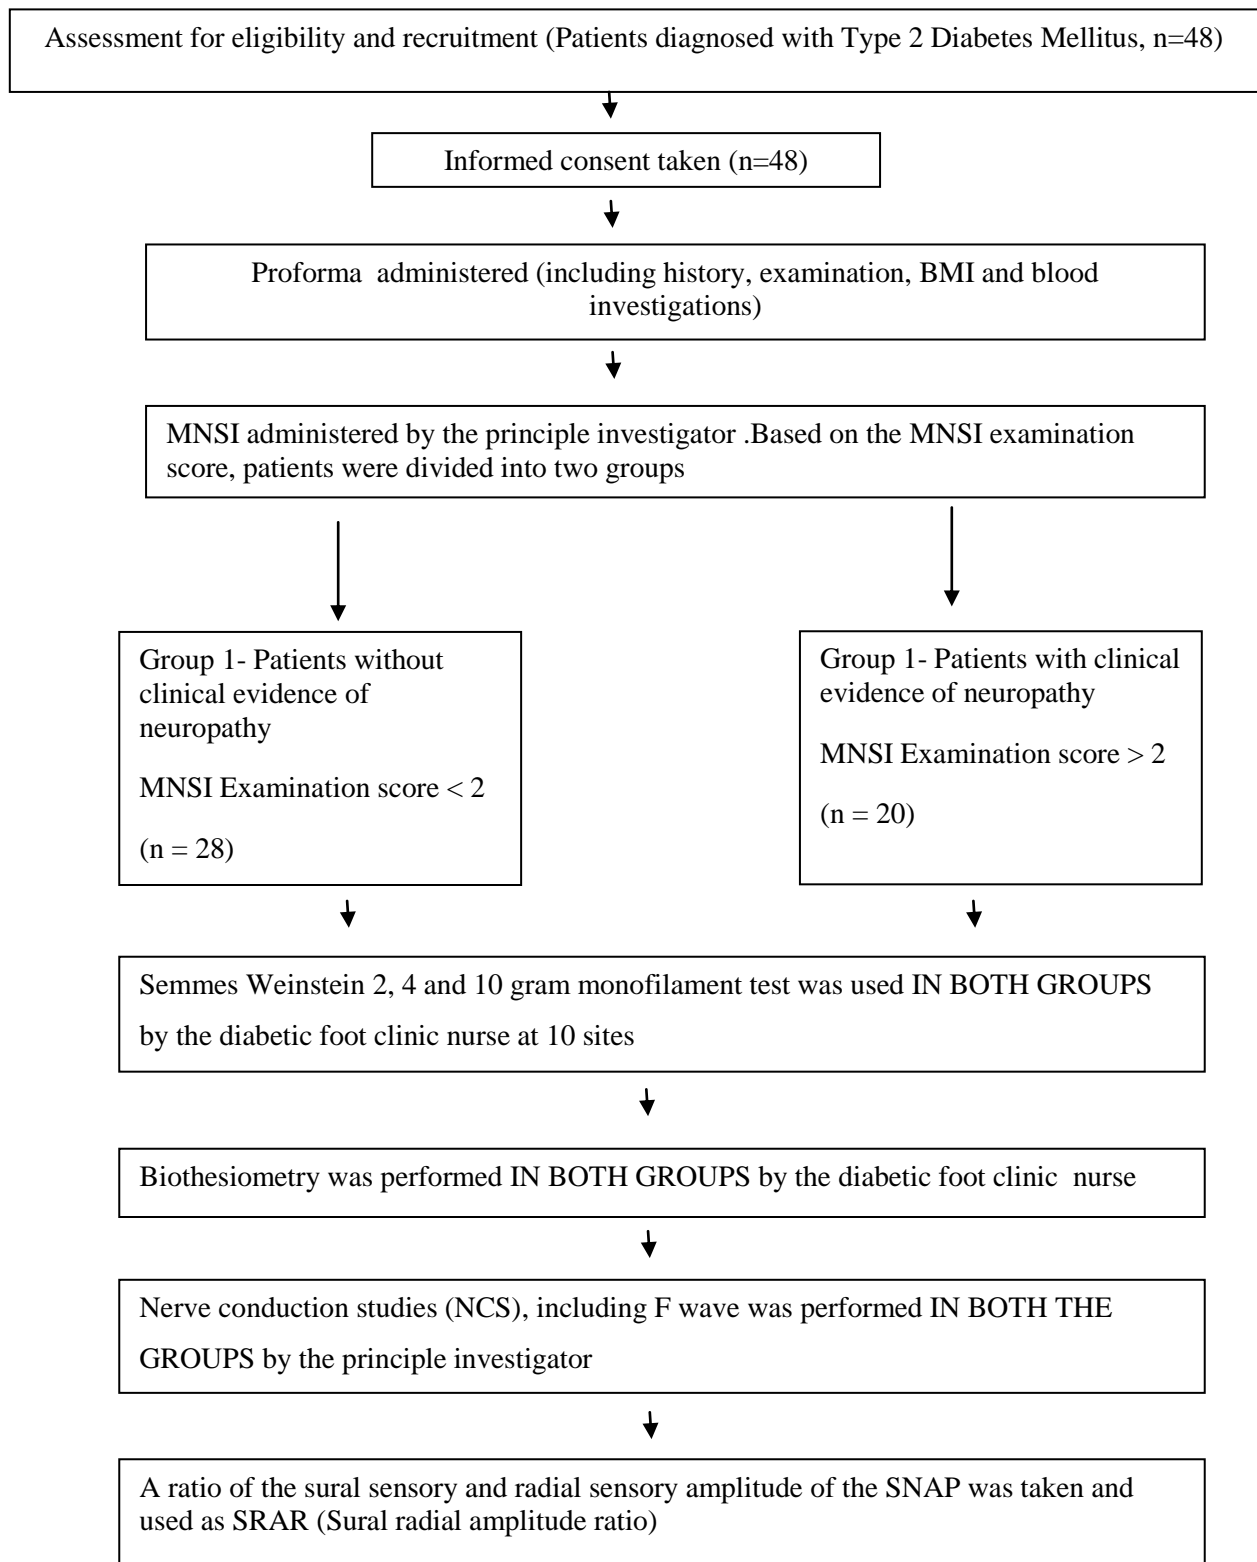 Assessment for eligibility and recruitment (Patients diagnosed with Type 2 Diabetes Mellitus, n=48)
Informed consent taken (n=48)
Proforma administered (including history, examination, BMI and blood
investigations)
MNSI administered by the principle investigator .Based on the MNSI examination
score, patients were divided into two groups
Group 1- Patients without
clinical evidence of
neuropathy
MNSI Examination score < 2
(n = 28)
Group 1- Patients with clinical
evidence of neuropathy
MNSI Examination score > 2
(n = 20)
Semmes Weinstein 2, 4 and 10 gram monofilament test was used IN BOTH GROUPS
by the diabetic foot clinic nurse at 10 sites
Biothesiometry was performed IN BOTH GROUPS by the diabetic foot clinic nurse
Nerve conduction studies (NCS), including F wave was performed IN BOTH THE
GROUPS by the principle investigator
A ratio of the sural sensory and radial sensory amplitude of the SNAP was taken and
used as SRAR (Sural radial amplitude ratio)